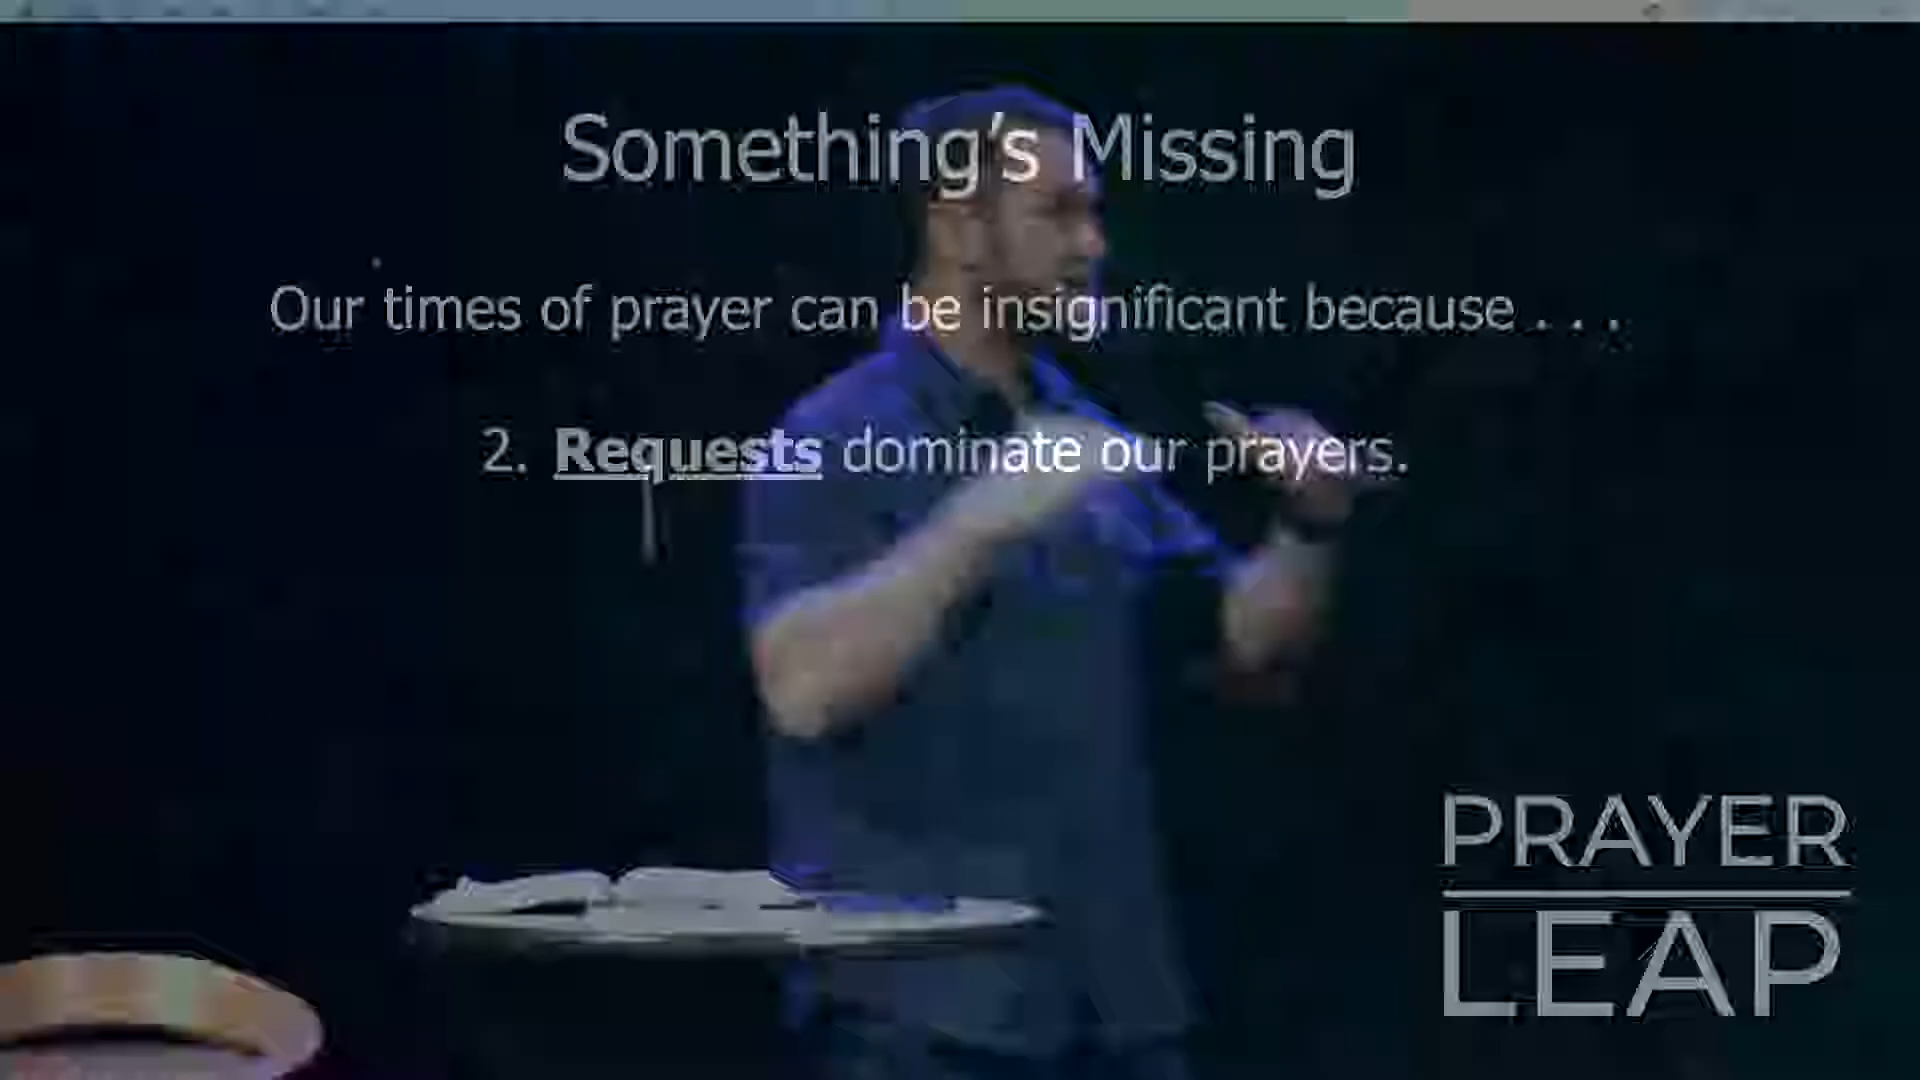 Something's Missing
Our times of prayer can be insignificant because . . .
2. Requests dominate our prayers.
PRAYER
LEAP